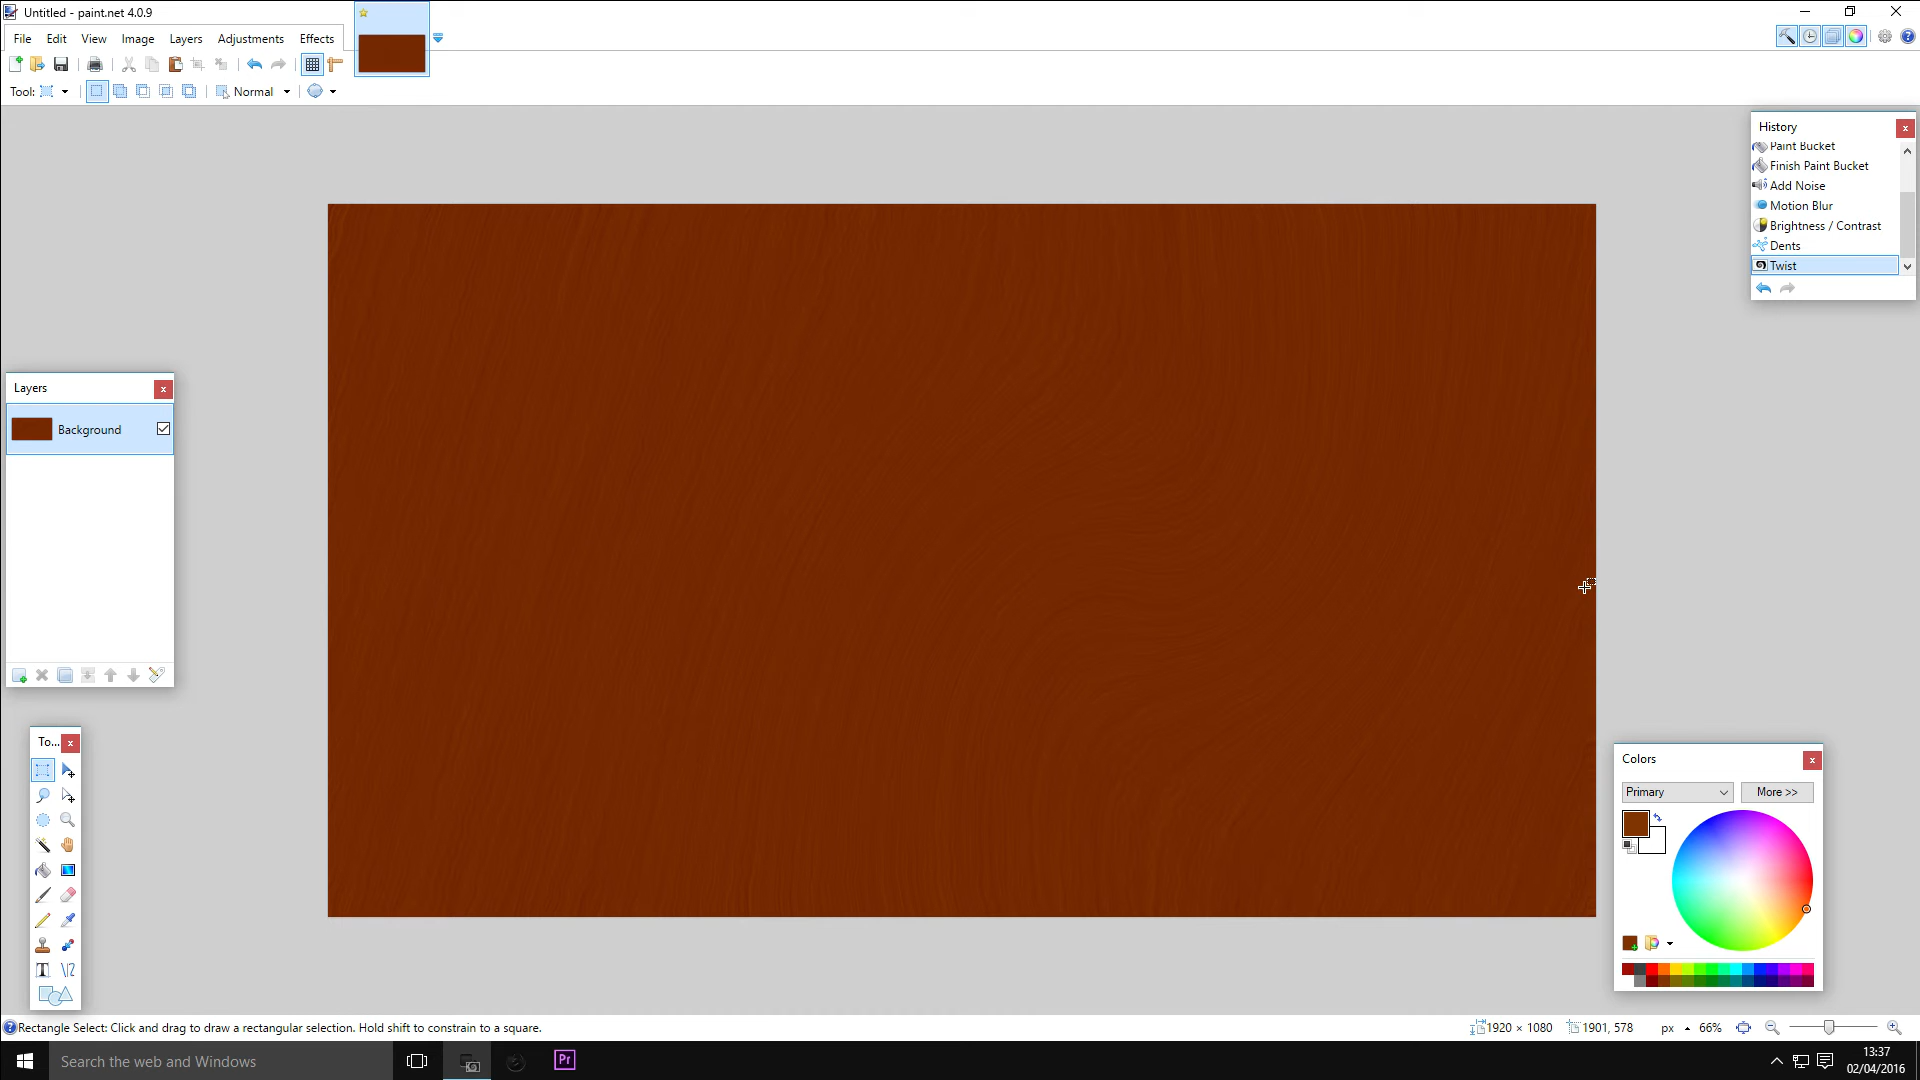 Untitled - paint.net 4.0.9
File Edit View Image Layers Adjustments Effects
Tool:
Normal
History
Paint Bucket
Finish Paint Bucket
Add Noise
Motion Blur
Brightness / Contrast
Dents
Twist
Layers
Background
To...
Colors
Primary
More >>
Rectangle Select: Click and drag to draw a rectangular selection. Hold shift to constrain to a square.
1920 × 1080
1901, 578
px
66%
Search the web and Windows
Pr
13:37
02/04/2016